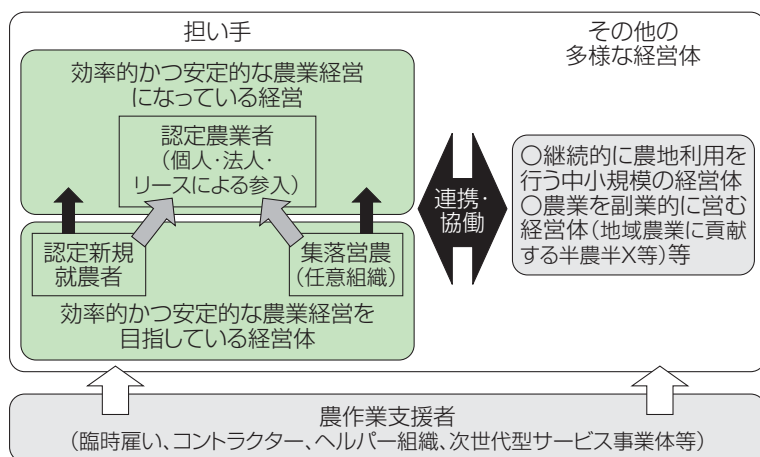 担い手
効率的かつ安定的な農業経営
になっている経営
認定農業者
(個人・法人・
リースによる参入)
認定新規
就農者
集落営農
(任意組織)
効率的かつ安定的な農業経営を
目指している経営体
連携・
協働
その他の
多様な経営体
○継続的に農地利用を
行う中小規模の経営体
○農業を副業的に営む
経営体(地域農業に貢献
する半農半X等)等
農作業支援者
(臨時雇い、コントラクター、ヘルパー組織、次世代型サービス事業体等)